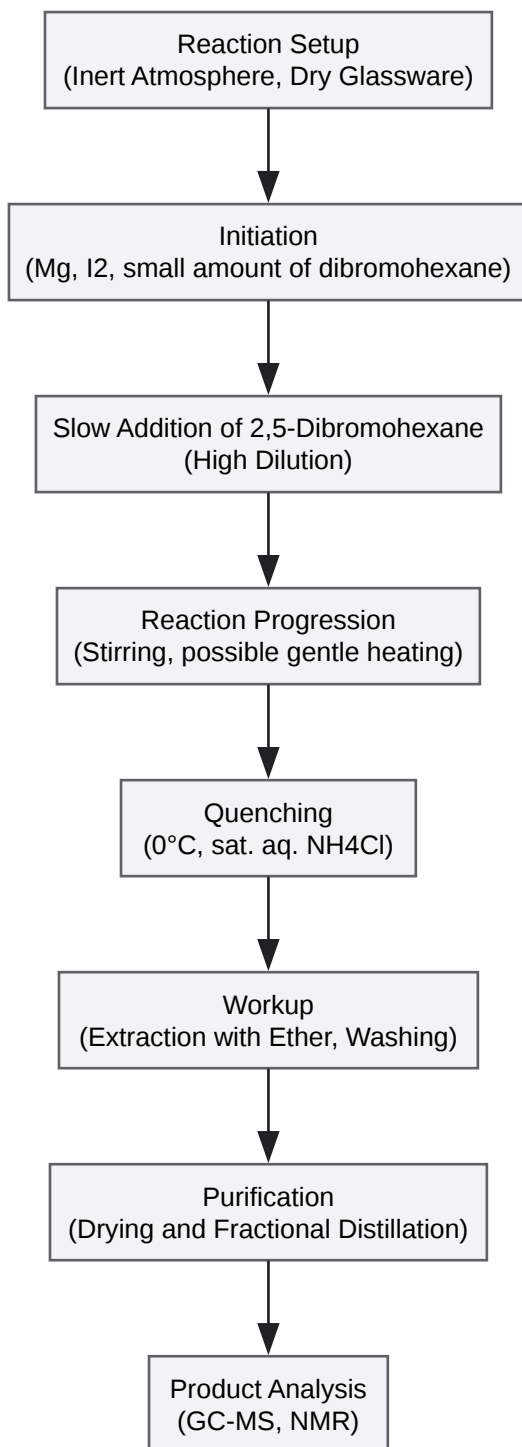 Reaction Setup
(Inert Atmosphere, Dry Glassware)
Initiation
(Mg, I2, small amount of dibromohexane)
Slow Addition of 2,5-Dibromohexane
(High Dilution)
Reaction Progression
(Stirring, possible gentle heating)
Quenching
(0°C, sat. aq. NH4Cl)
Workup
(Extraction with Ether, Washing)
Purification
(Drying and Fractional Distillation)
Product Analysis
(GC-MS, NMR)